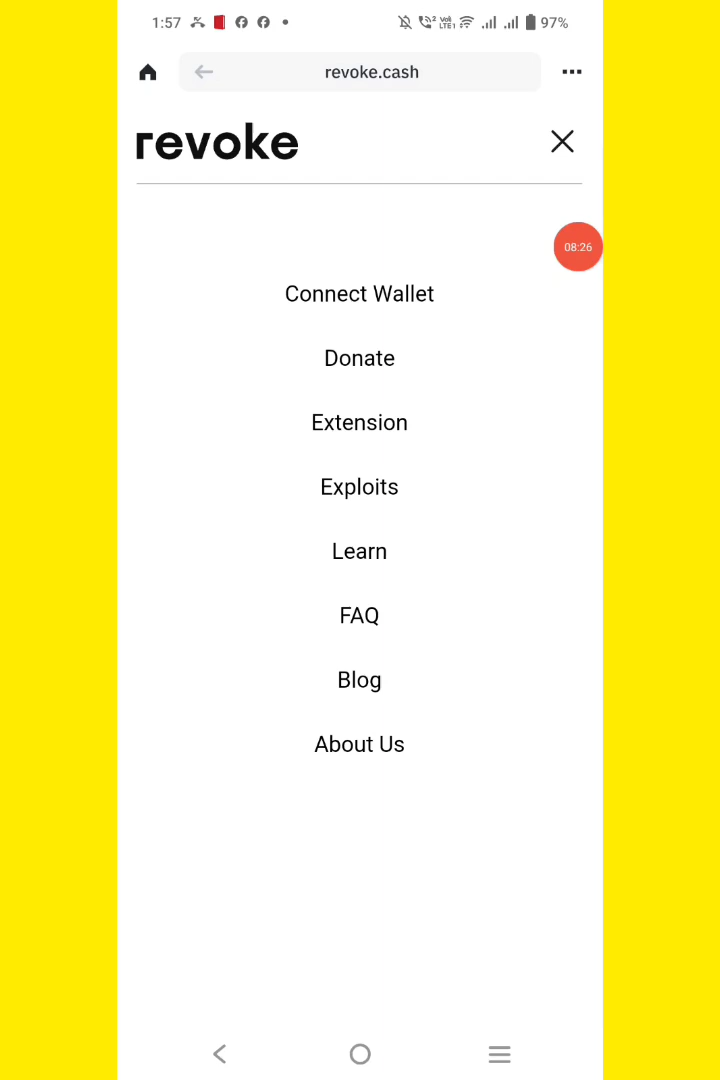 1:57 97%
revoke.cash
revoke
08:26
Connect Wallet
Donate
Extension
Exploits
Learn
FAQ
Blog
About Us